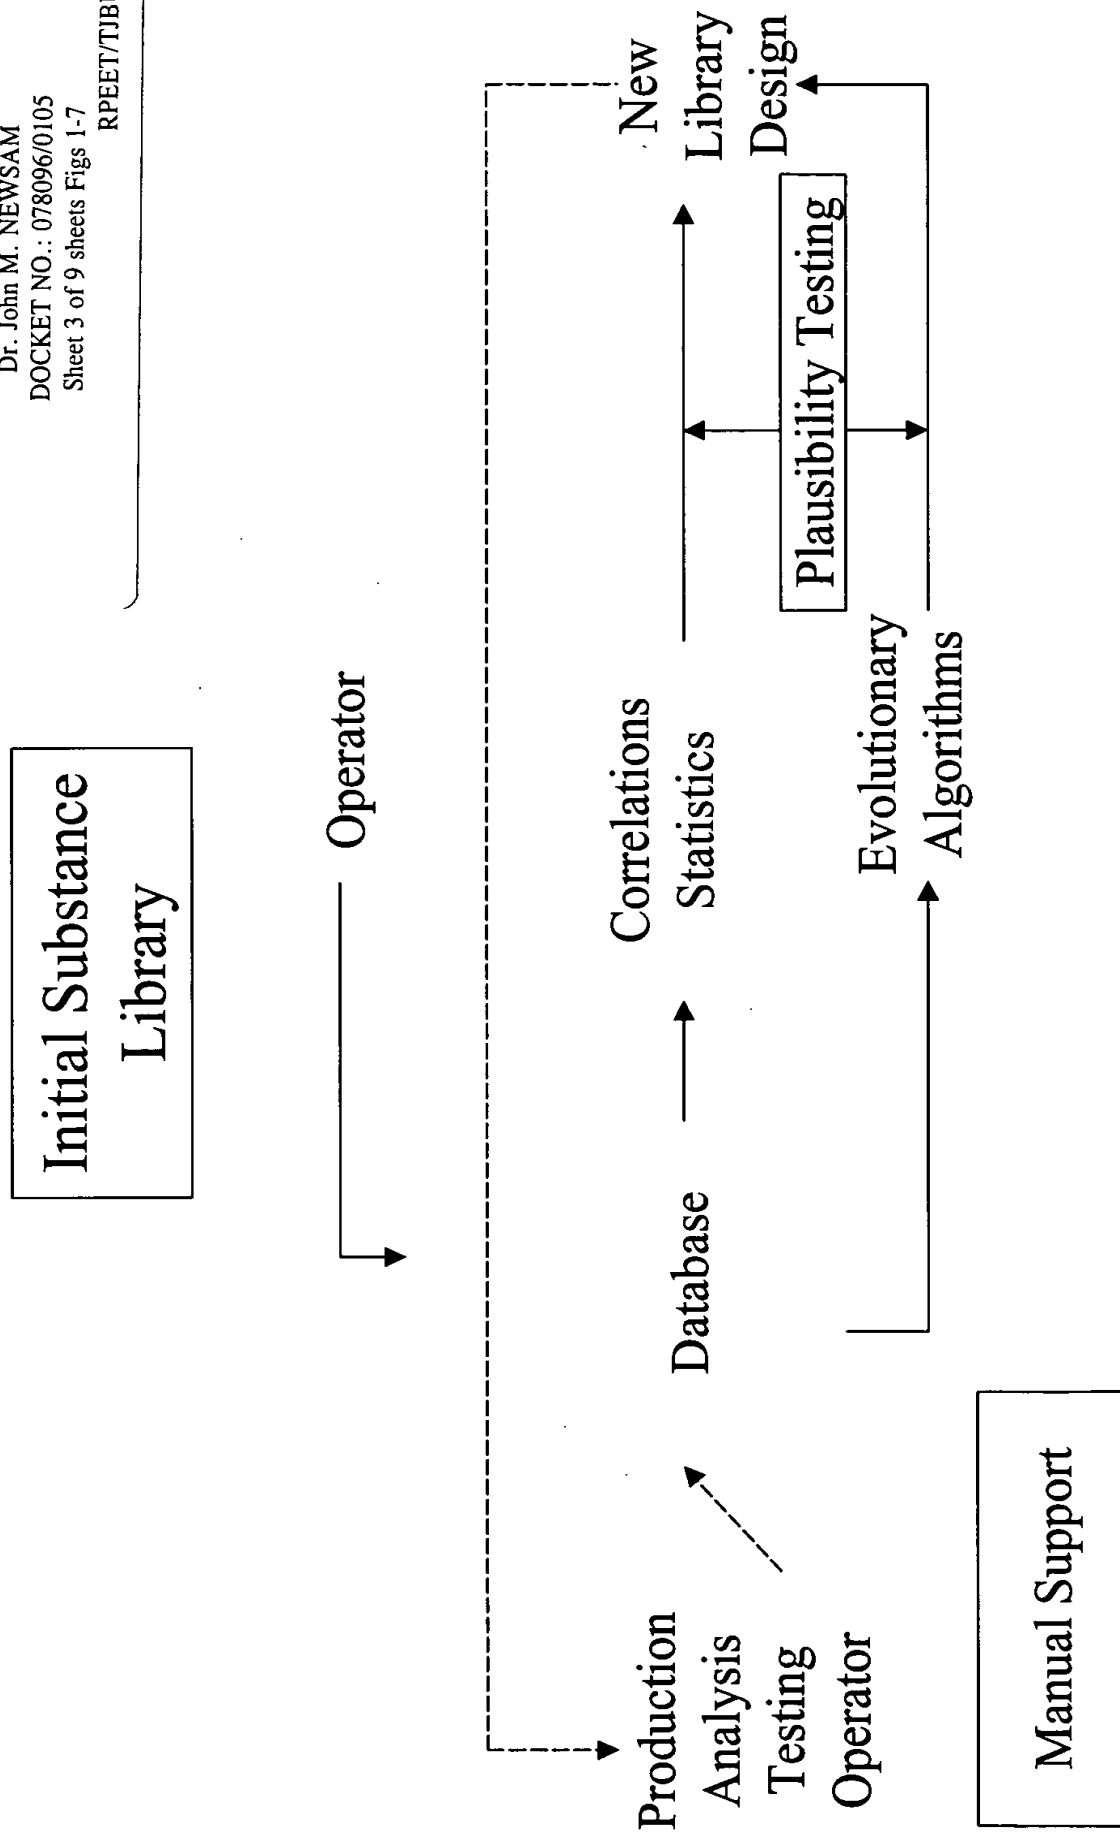 Dr. John M. NEWSAM
DOCKET NO.: 078096/0105
Sheet 3 of 9 sheets Figs 1-7
Initial Substance
Library
Operator
Production
Analysis
Testing
Operator
Database
Correlations
Statistics
New
Library
Design
Plausibility Testing
Evolutionary
Algorithms
Manual Support